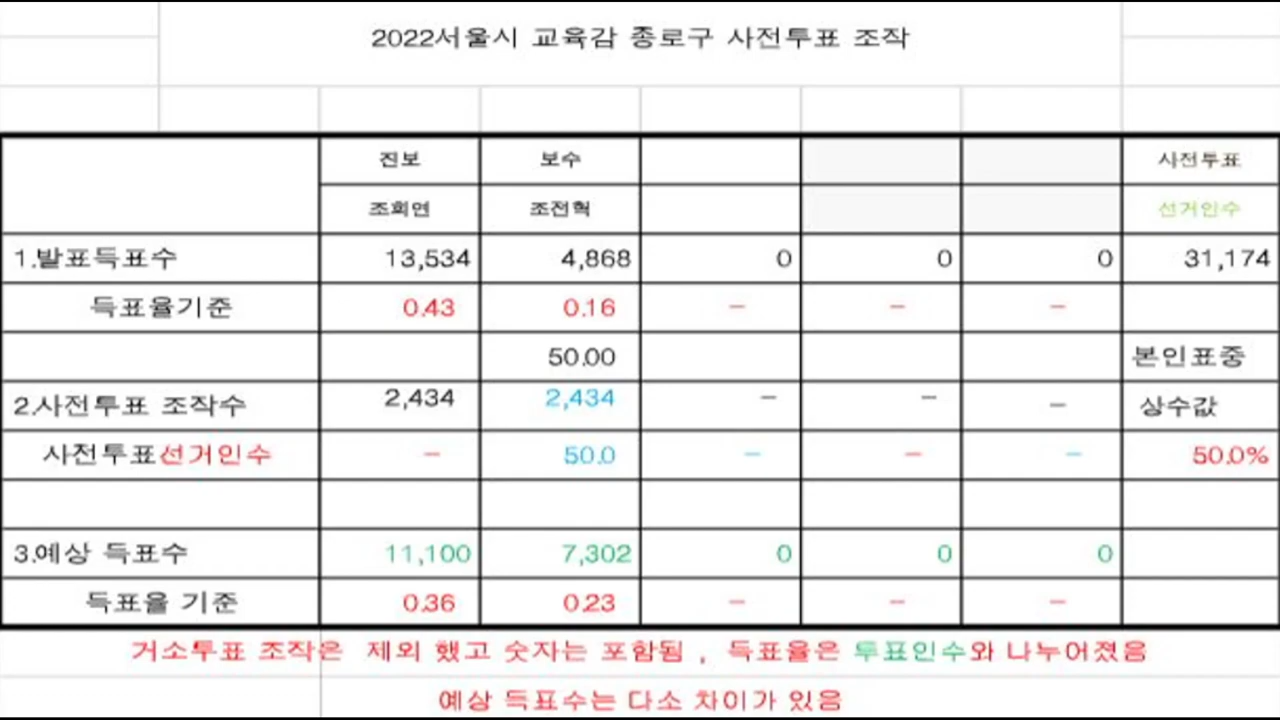 2022서울시 교육감 종로구 사전투표 조작
진보 보수 사전투표
조희연 조전혁 선거인수
1.발표득표수 13,534 4,868 0 0 0 31,174
득표율기준 0.43 0.16 – – –
50.00 본인표중
2.사전투표 조작수 2,434 2,434 – – – 상수값
사전투표선거인수 – 50.0 – – – 50.0%
3.예상 득표수 11,100 7,302 0 0 0
득표율 기준 0.36 0.23 – – –
거소투표 조작은 제외 했고 숫자는 포함됨 , 득표율은 투표인수와 나누어졌음
예상 득표수는 다소 차이가 있음